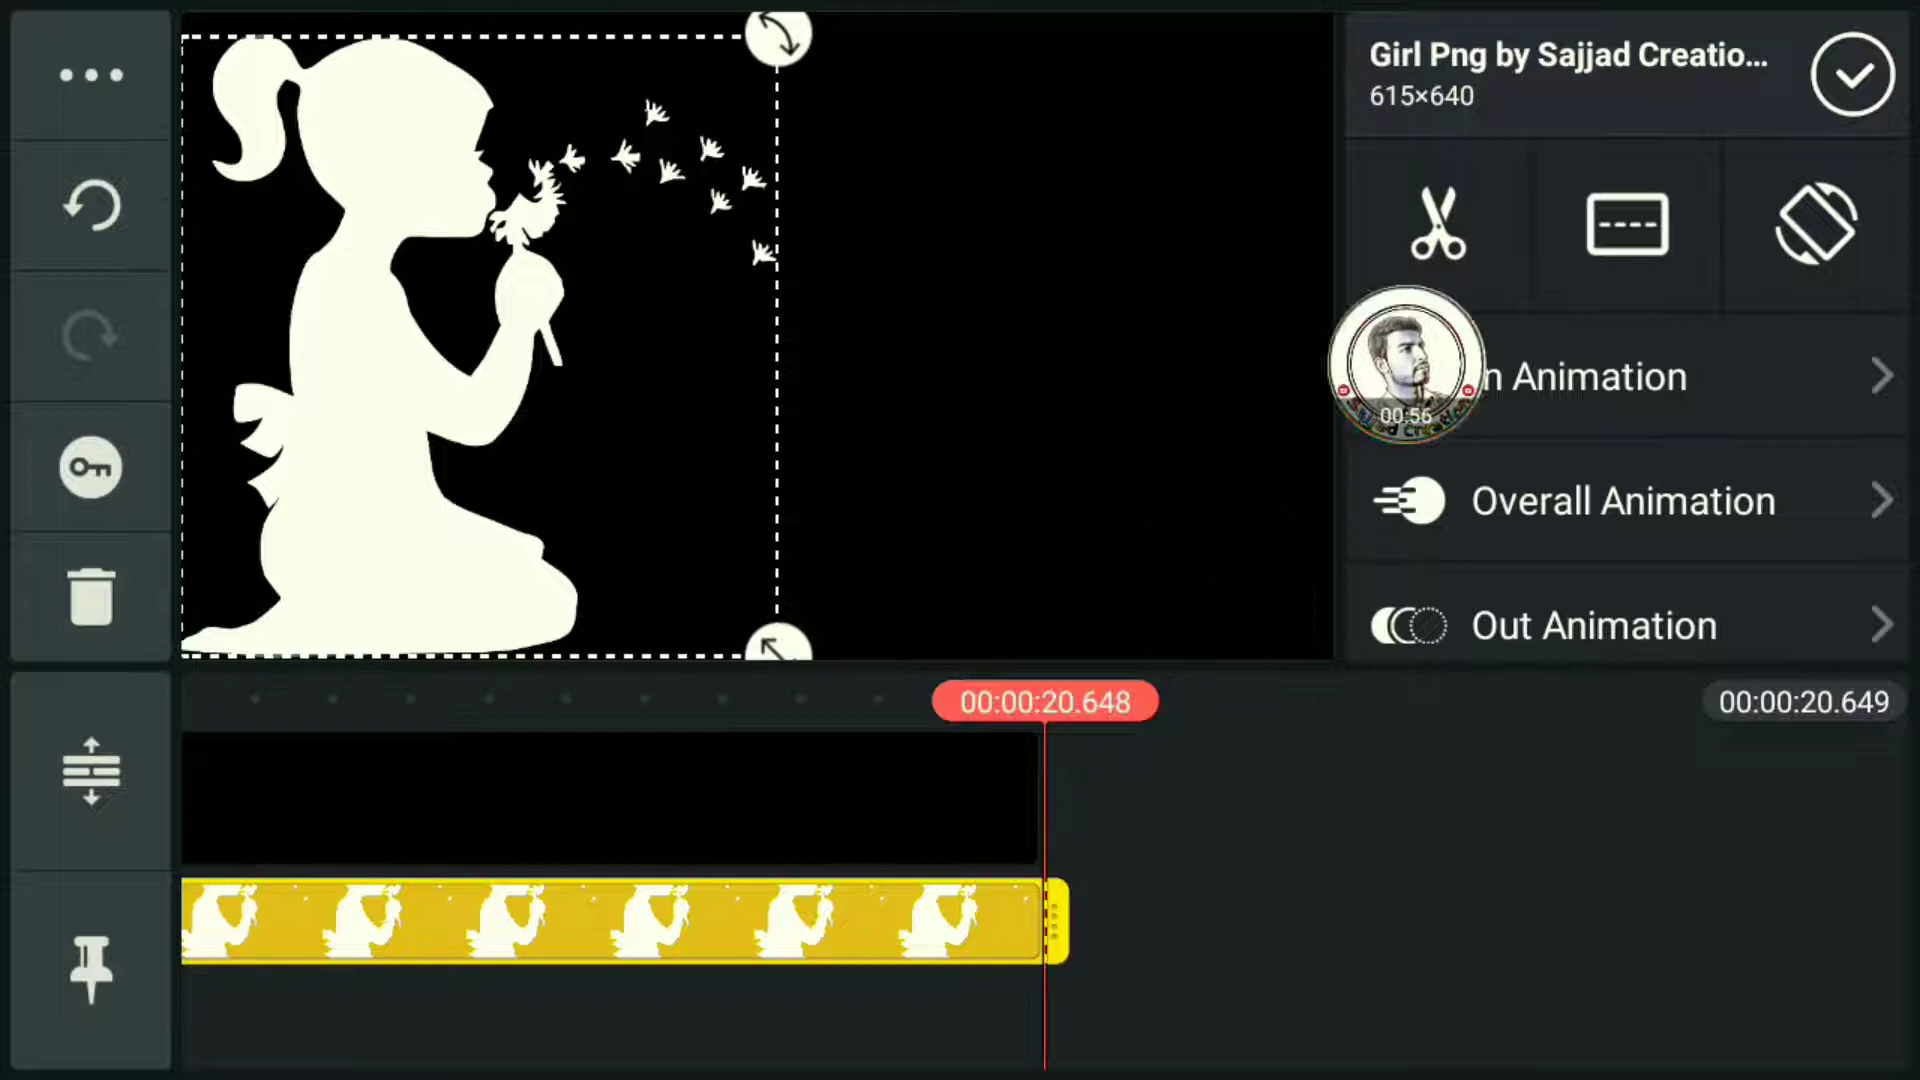 Girl Png by Sajjad Creatio...
615×640
n Animation
00:56
Overall Animation
Out Animation
00:00:20.648
00:00:20.649